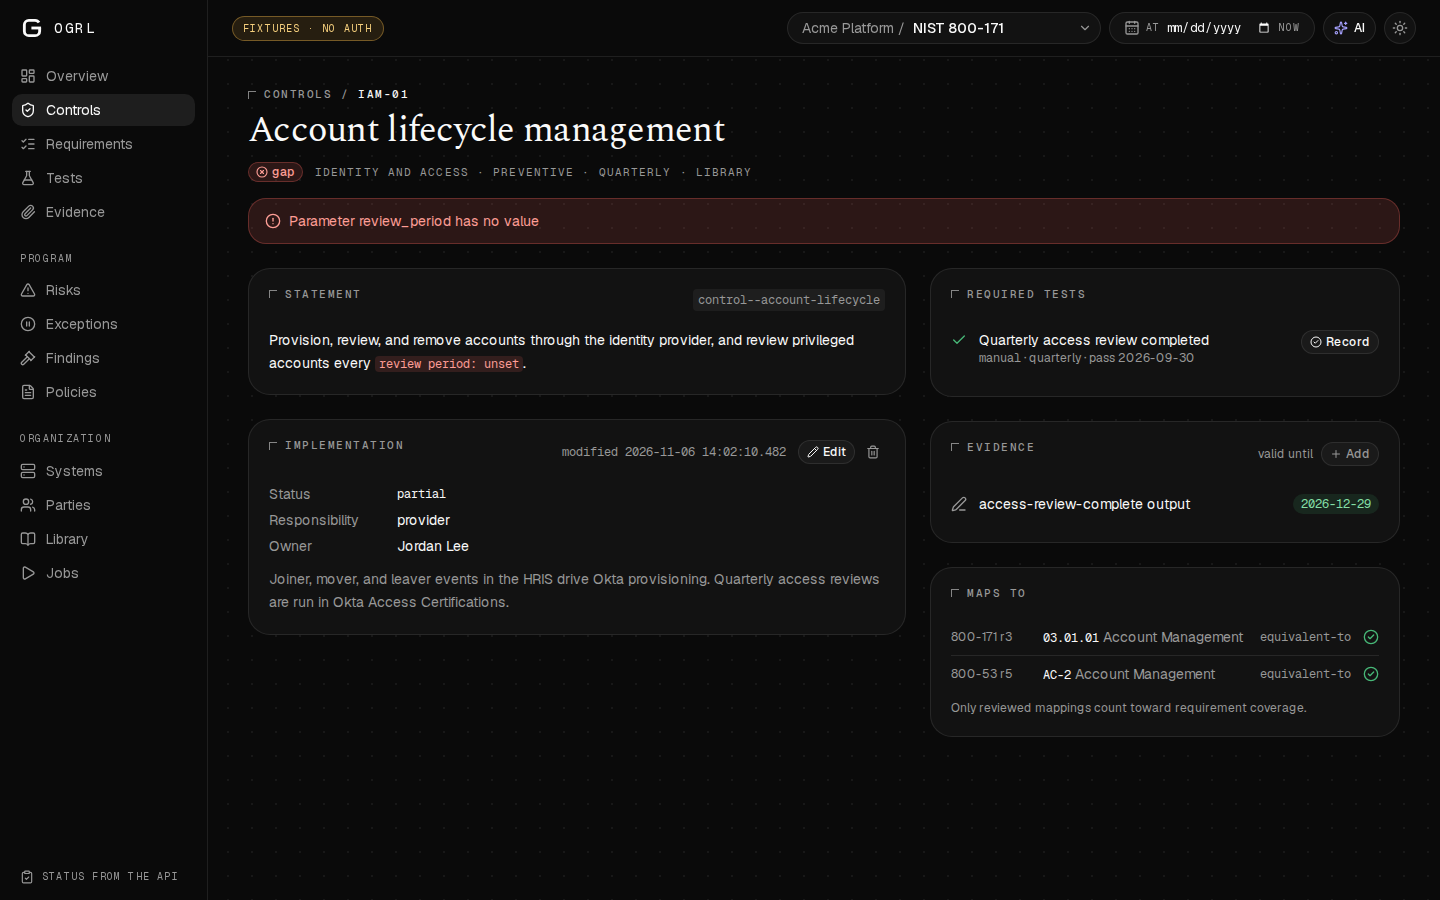 OGRL
FIXTURES · NO AUTH
Acme Platform / NIST 800-171
AT mm/dd/yyyy NOW
AI
Overview
Controls
Requirements
Tests
Evidence
PROGRAM
Risks
Exceptions
Findings
Policies
ORGANIZATION
Systems
Parties
Library
Jobs
STATUS FROM THE API
CONTROLS / IAM-01
Account lifecycle management
gap
IDENTITY AND ACCESS · PREVENTIVE · QUARTERLY · LIBRARY
Parameter review_period has no value
STATEMENT
control--account-lifecycle
Provision, review, and remove accounts through the identity provider, and review privileged
accounts every review period: unset.
IMPLEMENTATION
modified 2026-11-06 14:02:10.482
Edit
Status partial
Responsibility provider
Owner Jordan Lee
Joiner, mover, and leaver events in the HRIS drive Okta provisioning. Quarterly access reviews
are run in Okta Access Certifications.
REQUIRED TESTS
Quarterly access review completed
manual · quarterly · pass 2026-09-30
Record
EVIDENCE
valid until
Add
access-review-complete output
2026-12-29
MAPS TO
800-171 r3 03.01.01 Account Management equivalent-to
800-53 r5 AC-2 Account Management equivalent-to
Only reviewed mappings count toward requirement coverage.